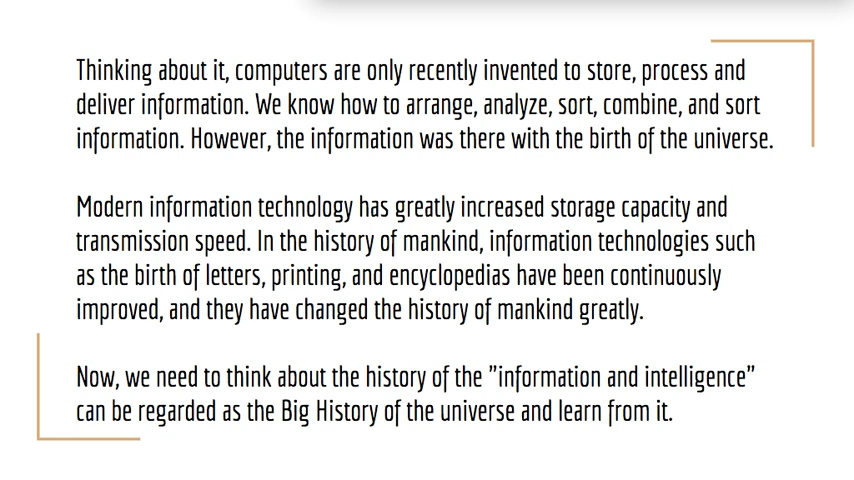 Thinking about it, computers are only recently invented to store, process and
deliver information. We know how to arrange, analyze, sort, combine, and sort
information. However, the information was there with the birth of the universe.
Modern information technology has greatly increased storage capacity and
transmission speed. In the history of mankind, information technologies such
as the birth of letters, printing, and encyclopedias have been continuously
improved, and they have changed the history of mankind greatly.
Now, we need to think about the history of the "information and intelligence"
can be regarded as the Big History of the universe and learn from it.